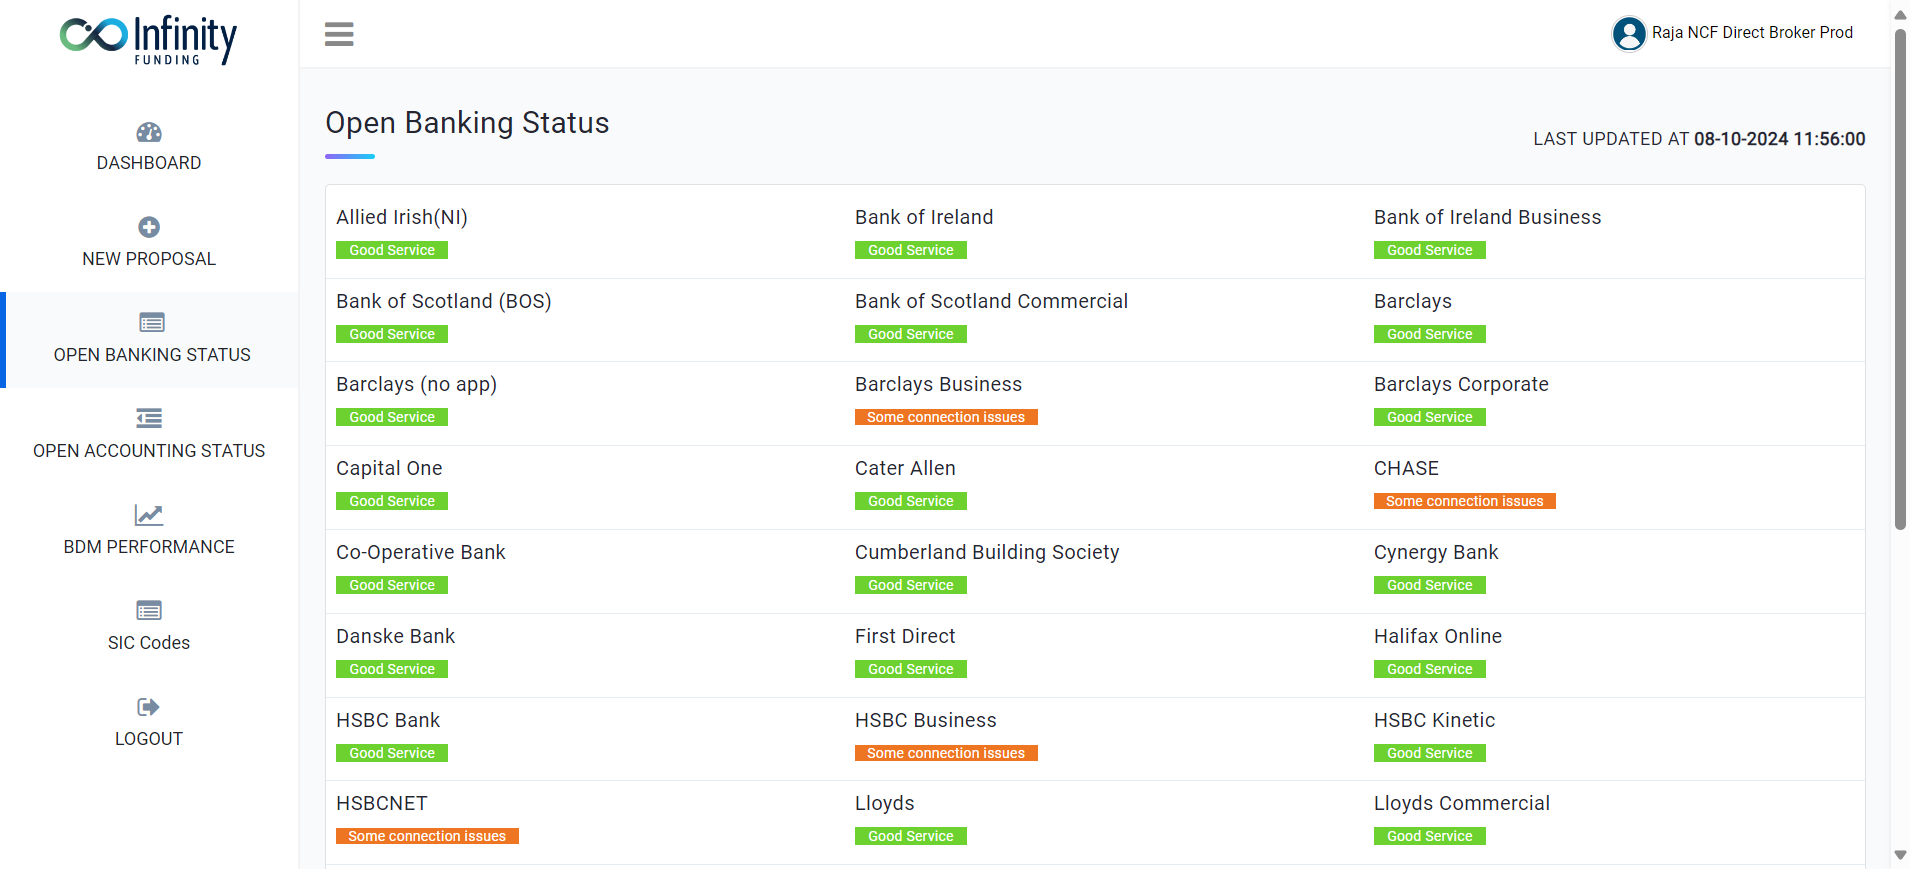 Infinity
FUNDING
Raja NCF Direct Broker Prod
DASHBOARD
NEW PROPOSAL
OPEN BANKING STATUS
OPEN ACCOUNTING STATUS
BDM PERFORMANCE
SIC Codes
LOGOUT
Open Banking Status
LAST UPDATED AT 08-10-2024 11:56:00
Allied Irish(NI)
Good Service
Bank of Ireland
Good Service
Bank of Ireland Business
Good Service
Bank of Scotland (BOS)
Good Service
Bank of Scotland Commercial
Good Service
Barclays
Good Service
Barclays (no app)
Good Service
Barclays Business
Some connection issues
Barclays Corporate
Good Service
Capital One
Good Service
Cater Allen
Good Service
CHASE
Some connection issues
Co-Operative Bank
Good Service
Cumberland Building Society
Good Service
Cynergy Bank
Good Service
Danske Bank
Good Service
First Direct
Good Service
Halifax Online
Good Service
HSBC Bank
Good Service
HSBC Business
Some connection issues
HSBC Kinetic
Good Service
HSBCNET
Some connection issues
Lloyds
Good Service
Lloyds Commercial
Good Service